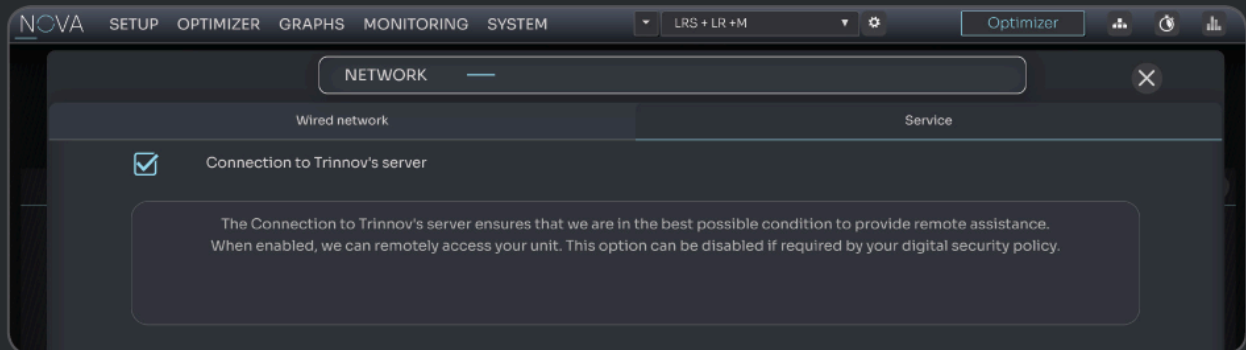 NOVA SETUP OPTIMIZER GRAPHS MONITORING SYSTEM LRS + LR +M Optimizer
NETWORK
Wired network Service
Connection to Trinnov's server
The Connection to Trinnov's server ensures that we are in the best possible condition to provide remote assistance.
When enabled, we can remotely access your unit. This option can be disabled if required by your digital security policy.